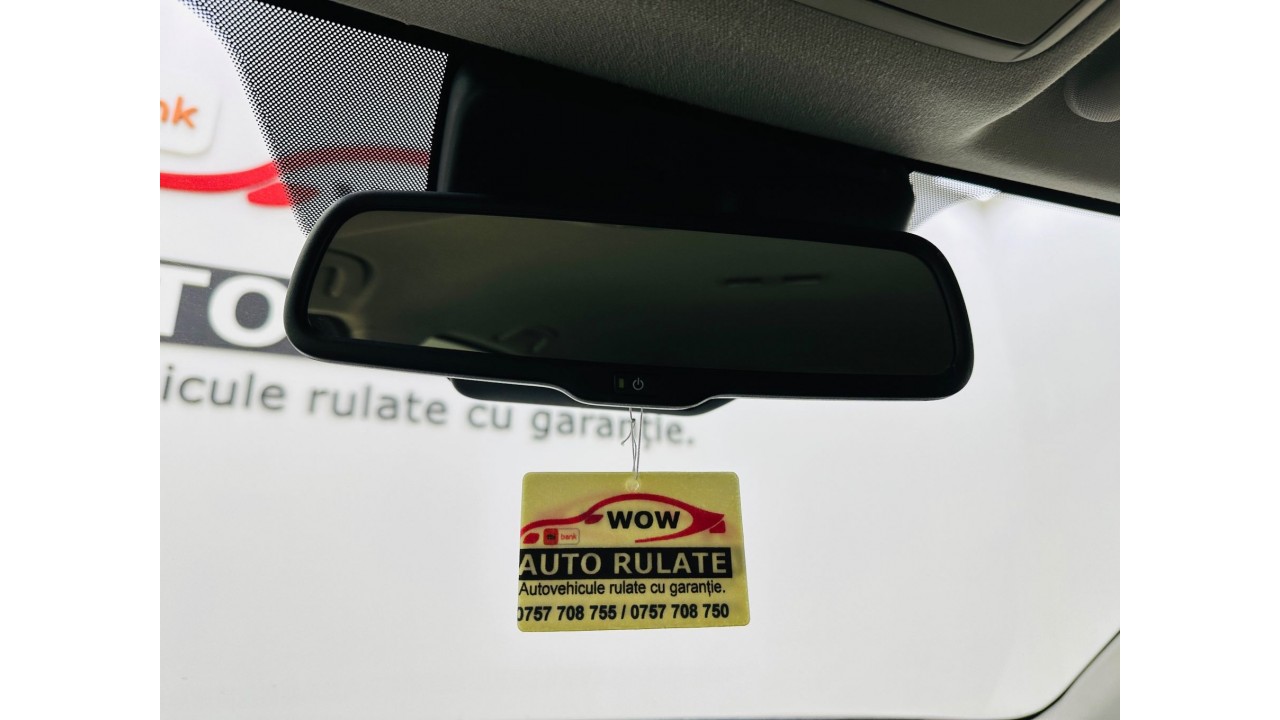 nk
TO
icule rulate cu garanție.
WOW
bank
AUTO RULATE
Autovehicule rulate cu garanție.
0757 708 755 / 0757 708 750